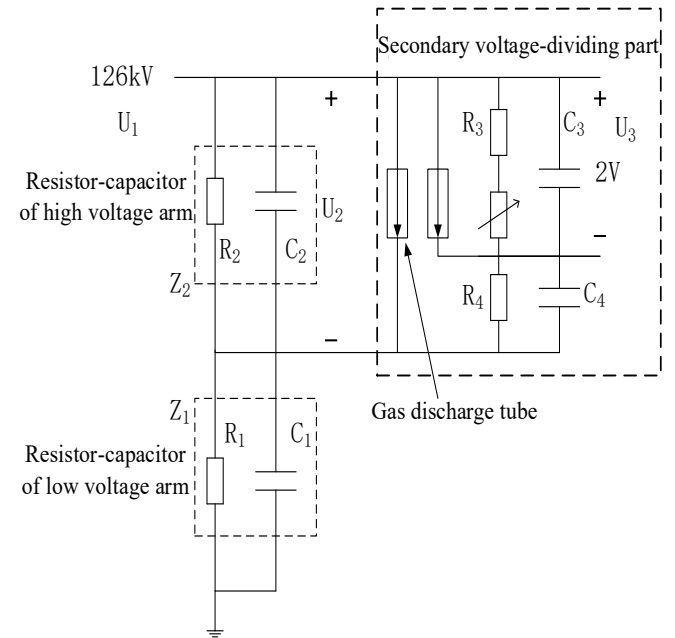 Secondary voltage-dividing part
126kV
U1
+
+
R3
C3
U3
2V
Resistor-capacitor
of high voltage arm
U2
R2
C2
−
Z2
R4
C4
−
Gas discharge tube
Z1
R1
C1
Resistor-capacitor
of low voltage arm